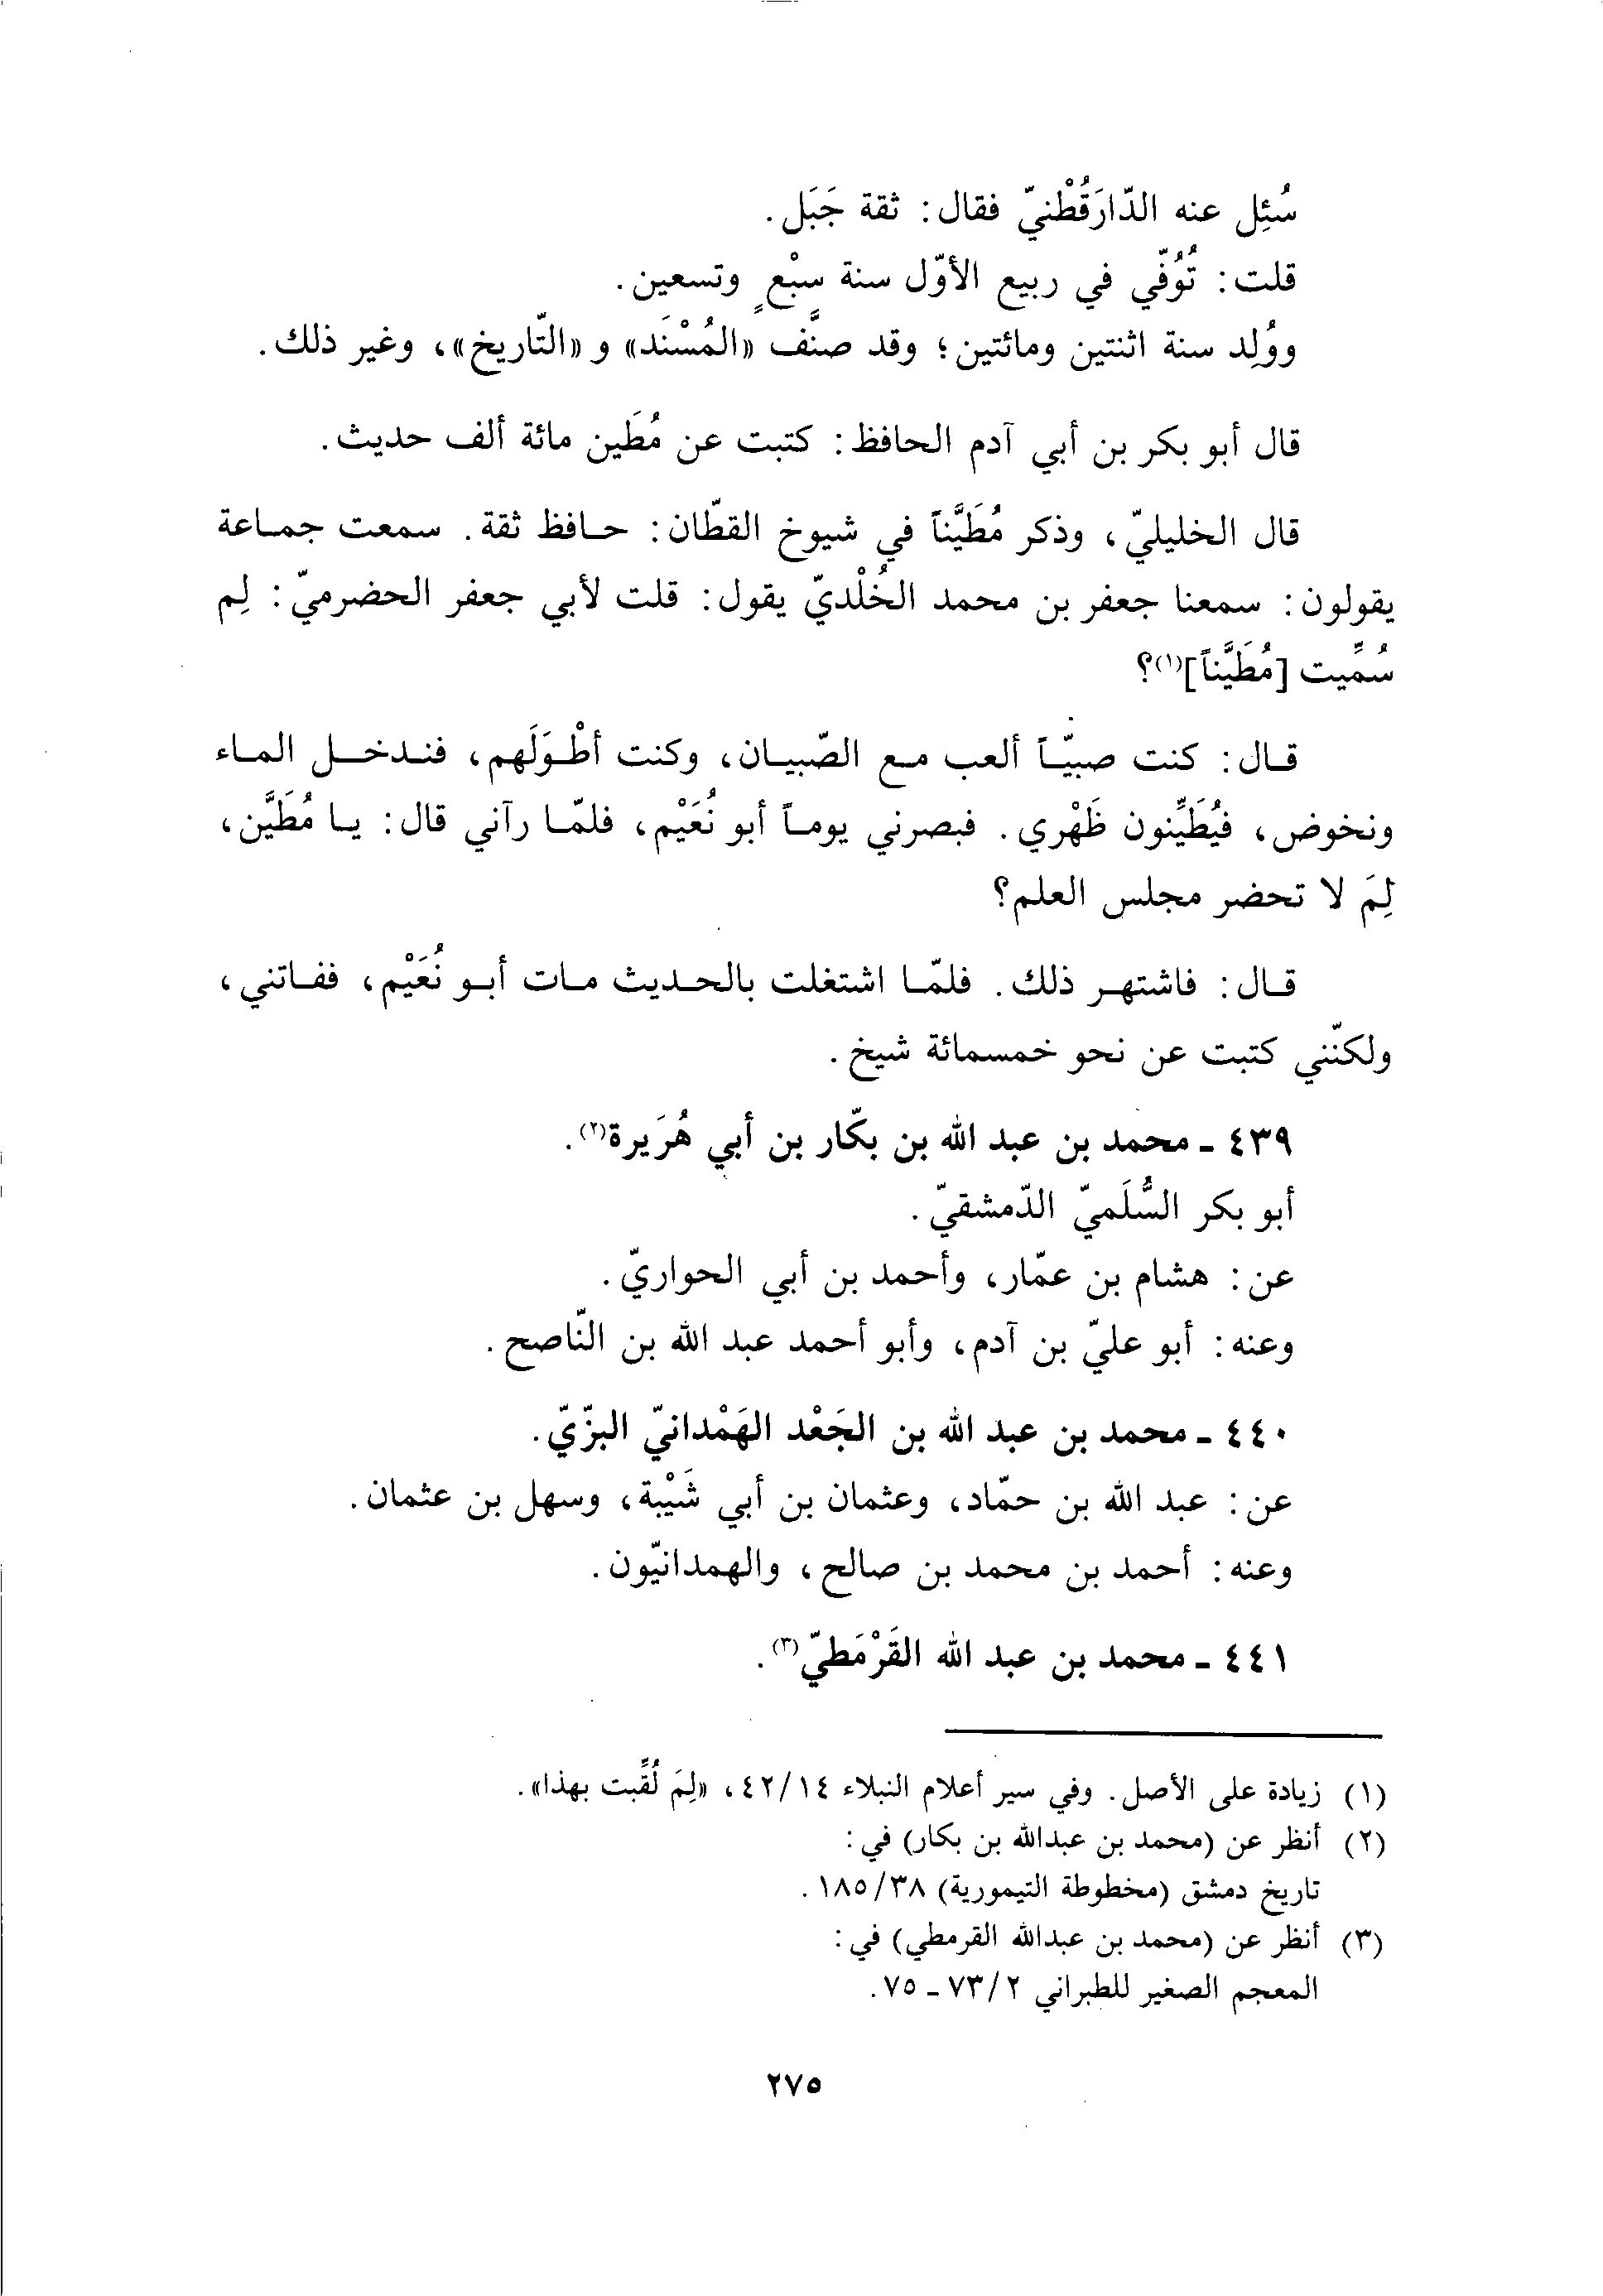 سُئِل عنه الدّارَقُطْنيّ فقال: ثقة جَبَل.
قلت: تُوُفّي في ربيع الأوّل سنة سبْعٍ وتسعين.
ووُلِد سنة اثنتين ومائتين؛ وقد صنَّف «المُسْنَد» و «التّاريخ»، وغير ذلك.
قال أبو بكر بن أبي آدم الحافظ: كتبت عن مُطَين مائة ألف حديث.
قال الخليليّ، وذكر مُطَيَّناً في شيوخ القطّان: حافظ ثقة. سمعت جماعة
يقولون: سمعنا جعفر بن محمد الخُلْديّ يقول: قلت لأبي جعفر الحضرميّ: لِم
سُمِّيت [مُطَيَّناً](١)؟
قال: كنت صبيّاً ألعب مع الصّبيان، وكنت أطْوَلَهم، فندخل الماء
ونخوض، فيُطَيِّنون ظَهْري. فبصرني يوماً أبو نُعَيْم، فلمّا رآني قال: يا مُطَيَّن،
لِمَ لا تحضر مجلس العلم؟
قال: فاشتهر ذلك. فلمّا اشتغلت بالحديث مات أبو نُعَيْم، ففاتني،
ولكنّني كتبت عن نحو خمسمائة شيخ.
٤٣٩ ـ محمد بن عبد الله بن بكّار بن أبي هُرَيرة(٢).
أبو بكر السُّلَميّ الدّمشقيّ.
عن: هشام بن عمّار، وأحمد بن أبي الحواريّ.
وعنه: أبو عليّ بن آدم، وأبو أحمد عبد الله بن النّاصح.
٤٤٠ ـ محمد بن عبد الله بن الجَعْد الهَمْدانيّ البزّيّ.
عن: عبد الله بن حمّاد، وعثمان بن أبي شَيْبة، وسهل بن عثمان.
وعنه: أحمد بن محمد بن صالح، والهمدانيّون.
٤٤١ ـ محمد بن عبد الله القَرْمَطيّ(٣).
(١) زيادة على الأصل. وفي سير أعلام النبلاء ٤٢/١٤، «لِمَ لُقِّبت بهذا».
(٢) أنظر عن (محمد بن عبدالله بن بكار) في:
تاريخ دمشق (مخطوطة التيمورية) ١٨٥/٣٨.
(٣) أنظر عن (محمد بن عبدالله القرمطي) في:
المعجم الصغير للطبراني ٧٣/٢ ـ ٧٥.
٢٧٥